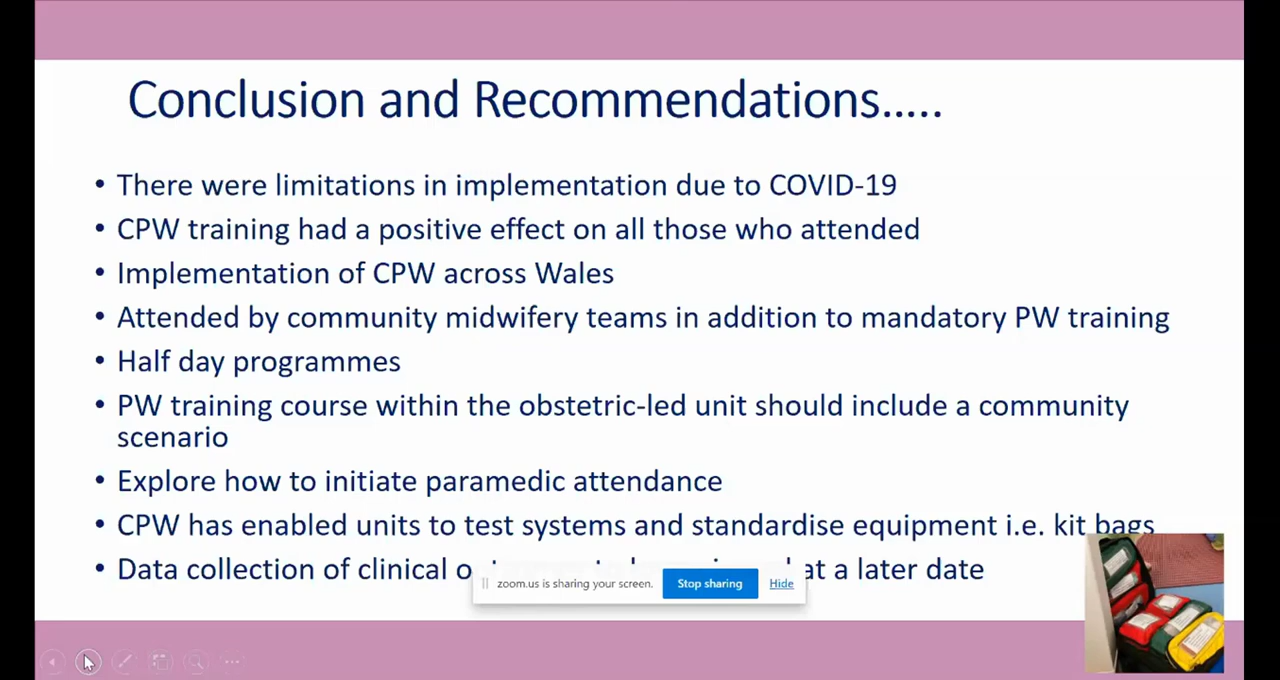 Conclusion and Recommendations.....
• There were limitations in implementation due to COVID-19
• CPW training had a positive effect on all those who attended
• Implementation of CPW across Wales
• Attended by community midwifery teams in addition to mandatory PW training
• Half day programmes
• PW training course within the obstetric-led unit should include a community
scenario
• Explore how to initiate paramedic attendance
• CPW has enabled units to test systems and standardise equipment i.e. kit bags
• Data collection of clinical at a later date
zoom.us is sharing your screen. Stop sharing Hide